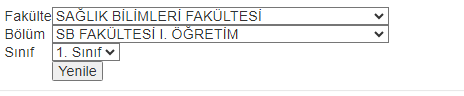 Fakülte SAĞLIK BİLİMLERİ FAKÜLTESİ
Bölüm SB FAKÜLTESİ I. ÖĞRETİM
Sınıf 1. Sınıf
Yenile